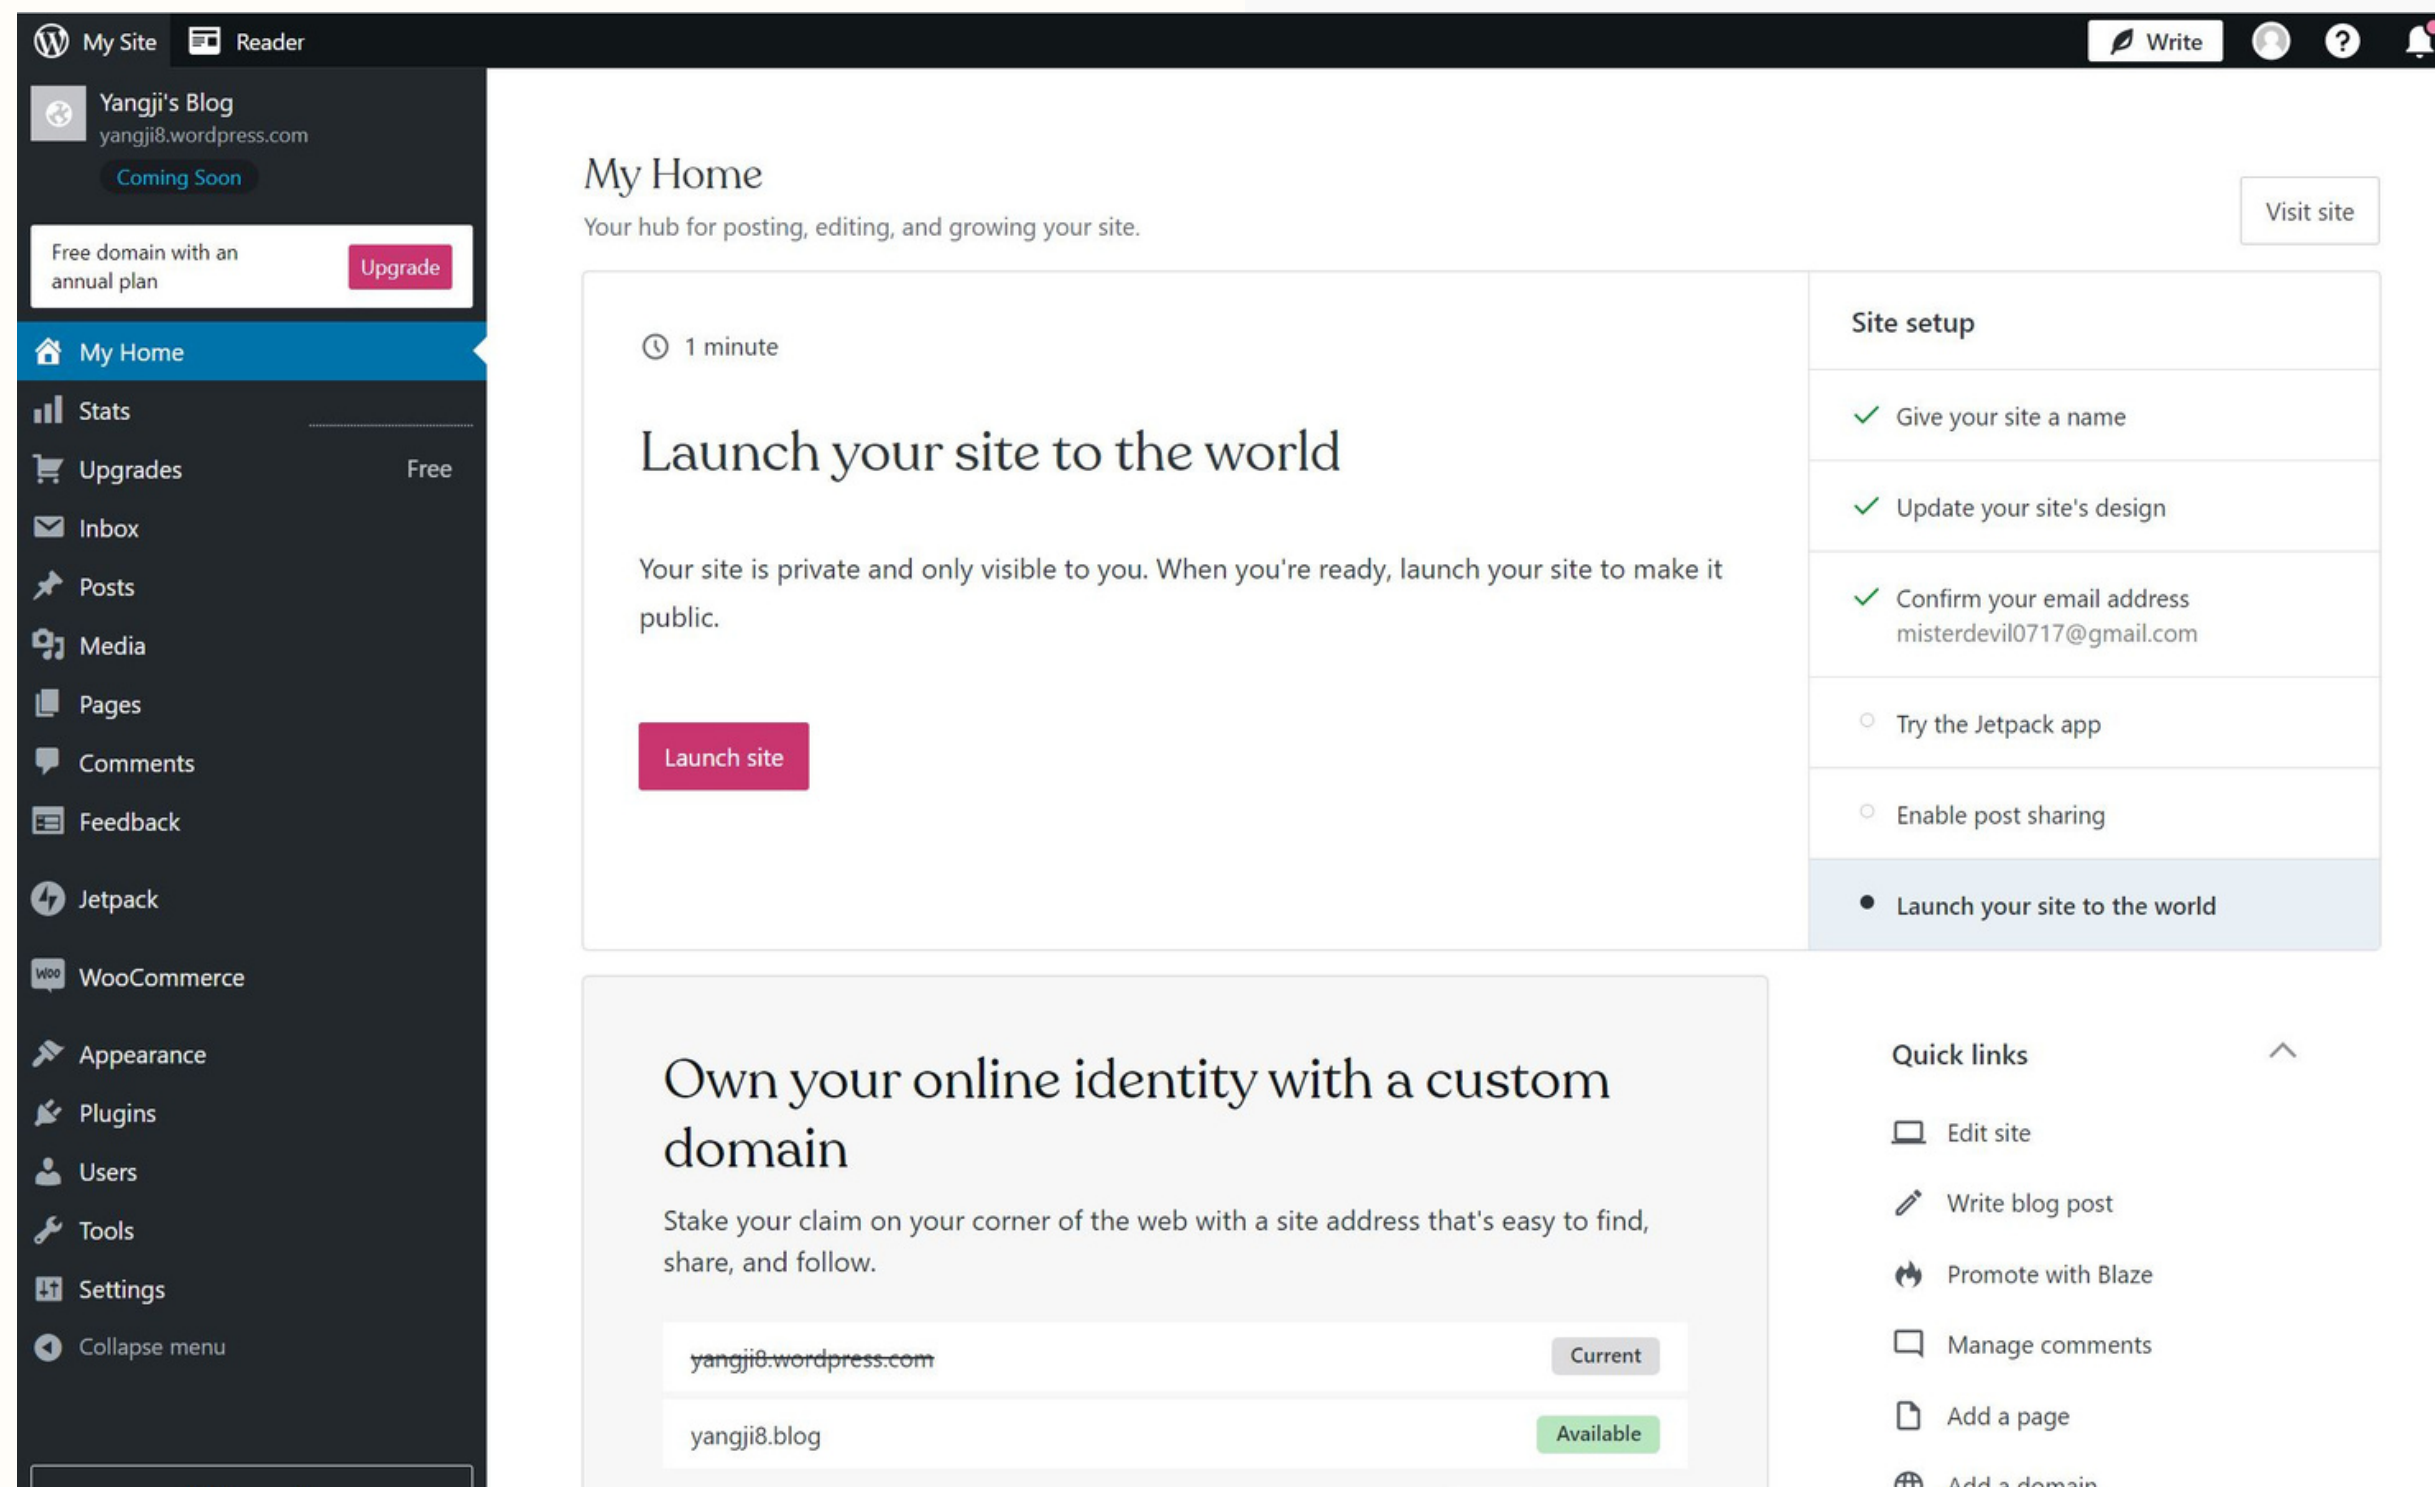 My Site
Reader
Write
Yangji's Blog
yangji8.wordpress.com
Coming Soon
Free domain with an
annual plan
Upgrade
My Home
Stats
Upgrades
Free
Inbox
Posts
Media
Pages
Comments
Feedback
Jetpack
Woo
WooCommerce
Appearance
Plugins
Users
Tools
Settings
Collapse menu
My Home
Your hub for posting, editing, and growing your site.
Visit site
1 minute
Launch your site to the world
Your site is private and only visible to you. When you're ready, launch your site to make it
public.
Launch site
Site setup
Give your site a name
Update your site's design
Confirm your email address
misterdevil0717@gmail.com
Try the Jetpack app
Enable post sharing
Launch your site to the world
Own your online identity with a custom
domain
Stake your claim on your corner of the web with a site address that's easy to find,
share, and follow.
yangji8.wordpress.com
Current
yangji8.blog
Available
Quick links
Edit site
Write blog post
Promote with Blaze
Manage comments
Add a page
Add a domain